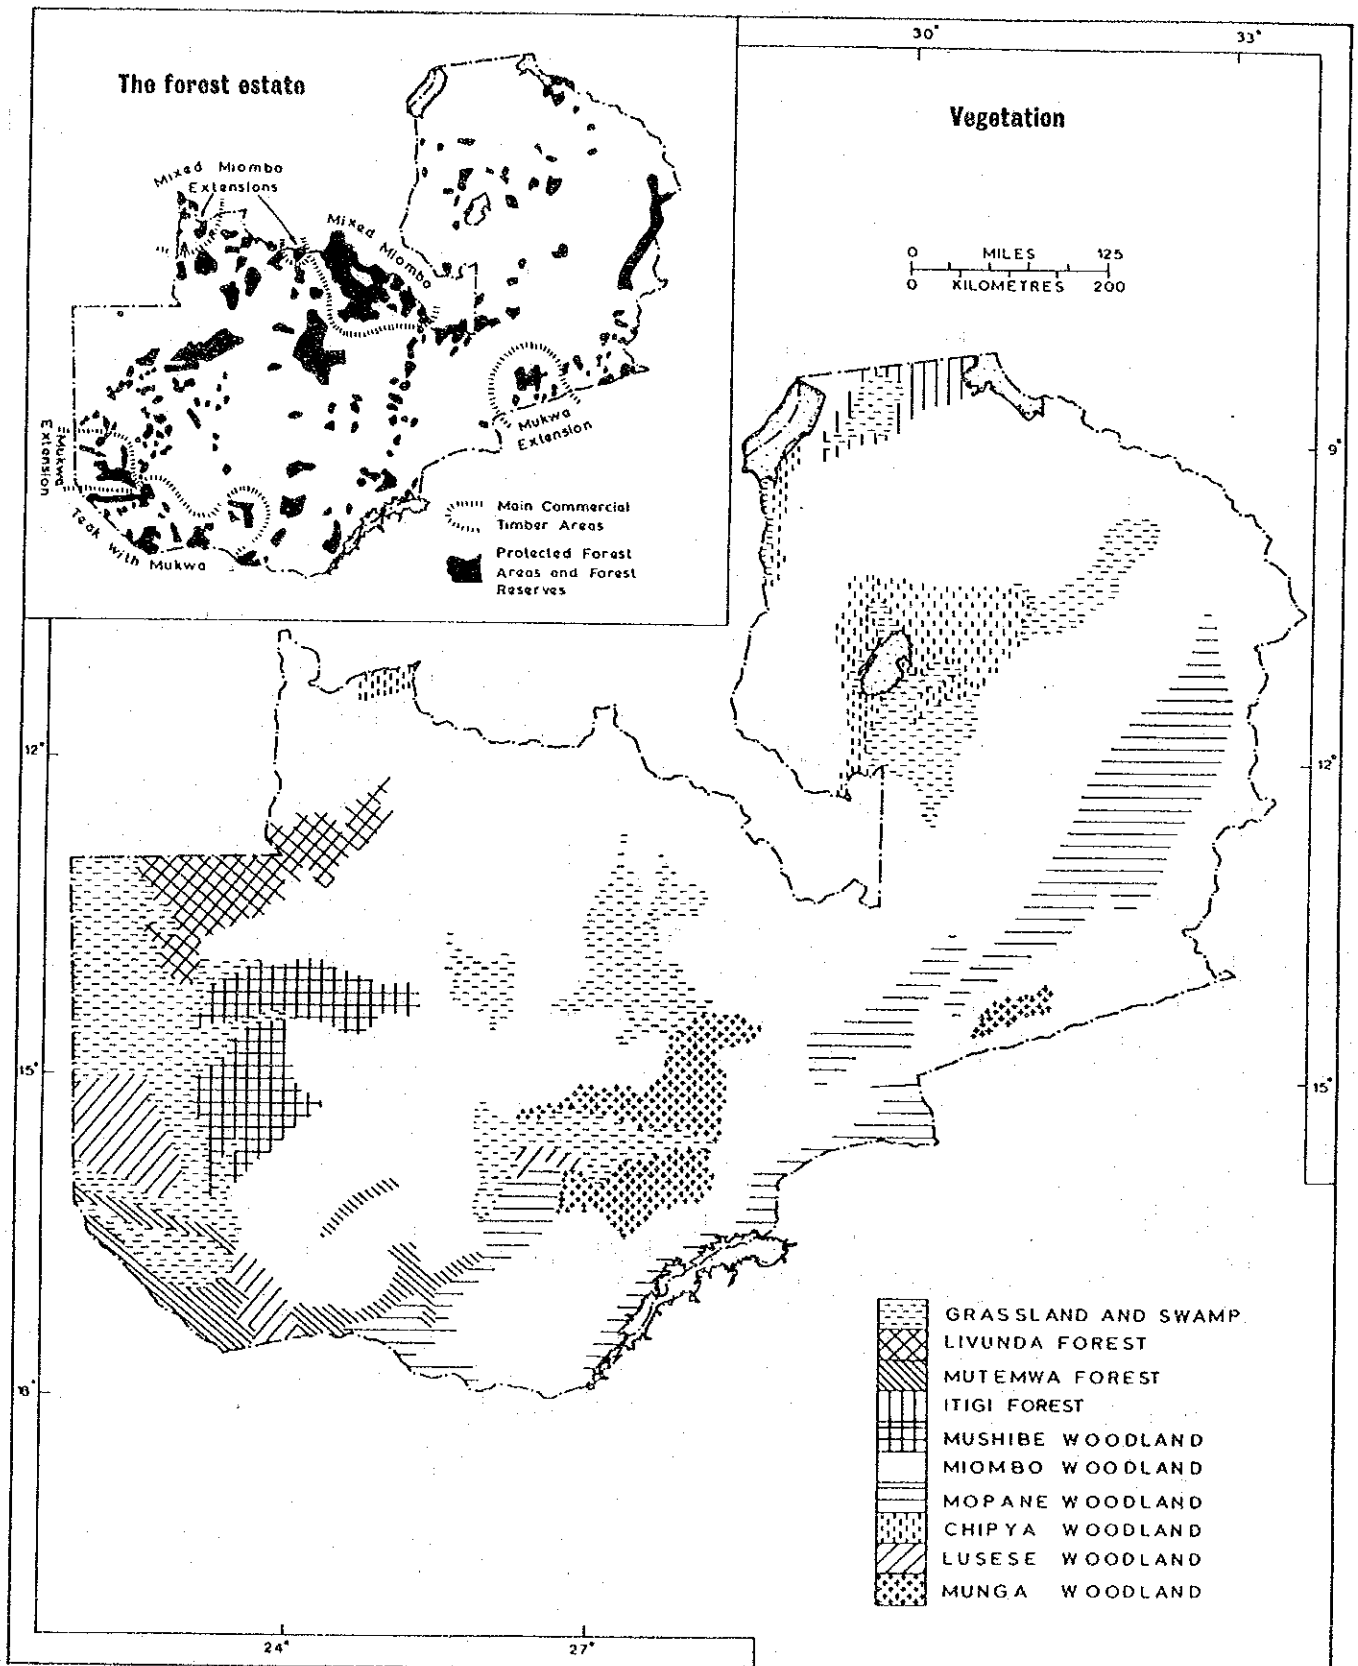 The forest estate
Mixed Miombo
Extensions
Mixed Miombo
Mukwa
Extension
Mukwa
Extension
Teak with Mukwa
Main Commercial
Timber Areas
Protected Forest
Areas and Forest
Reserves
30°
33°
Vegetation
0 MILES 125
0 KILOMETRES 200
9°
12°
12°
15°
15°
18°
24°
27°
GRASSLAND AND SWAMP
LIVUNDA FOREST
MUTEMWA FOREST
ITIGI FOREST
MUSHIBE WOODLAND
MIOMBO WOODLAND
MOPANE WOODLAND
CHIPYA WOODLAND
LUSESE WOODLAND
MUNGA WOODLAND